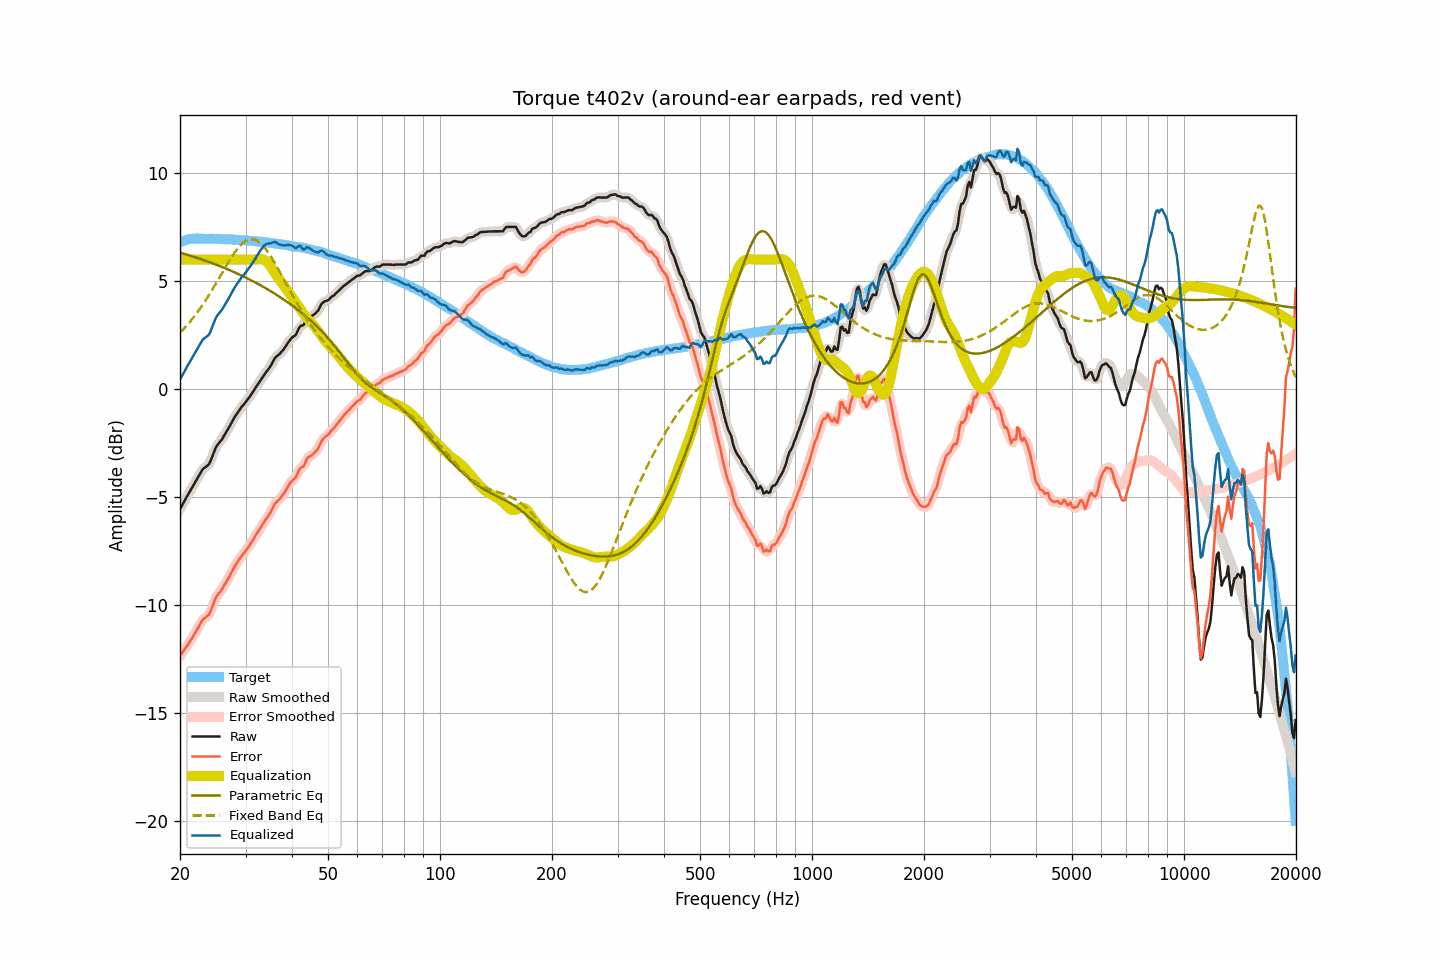 Torque t402v (around-ear earpads, red vent)
10
5
0
−5
−10
−15
−20
Amplitude (dBr)
Target
Raw Smoothed
Error Smoothed
Raw
Error
Equalization
Parametric Eq
Fixed Band Eq
Equalized
20 50 100 200 500 1000 2000 5000 10000 20000
Frequency (Hz)